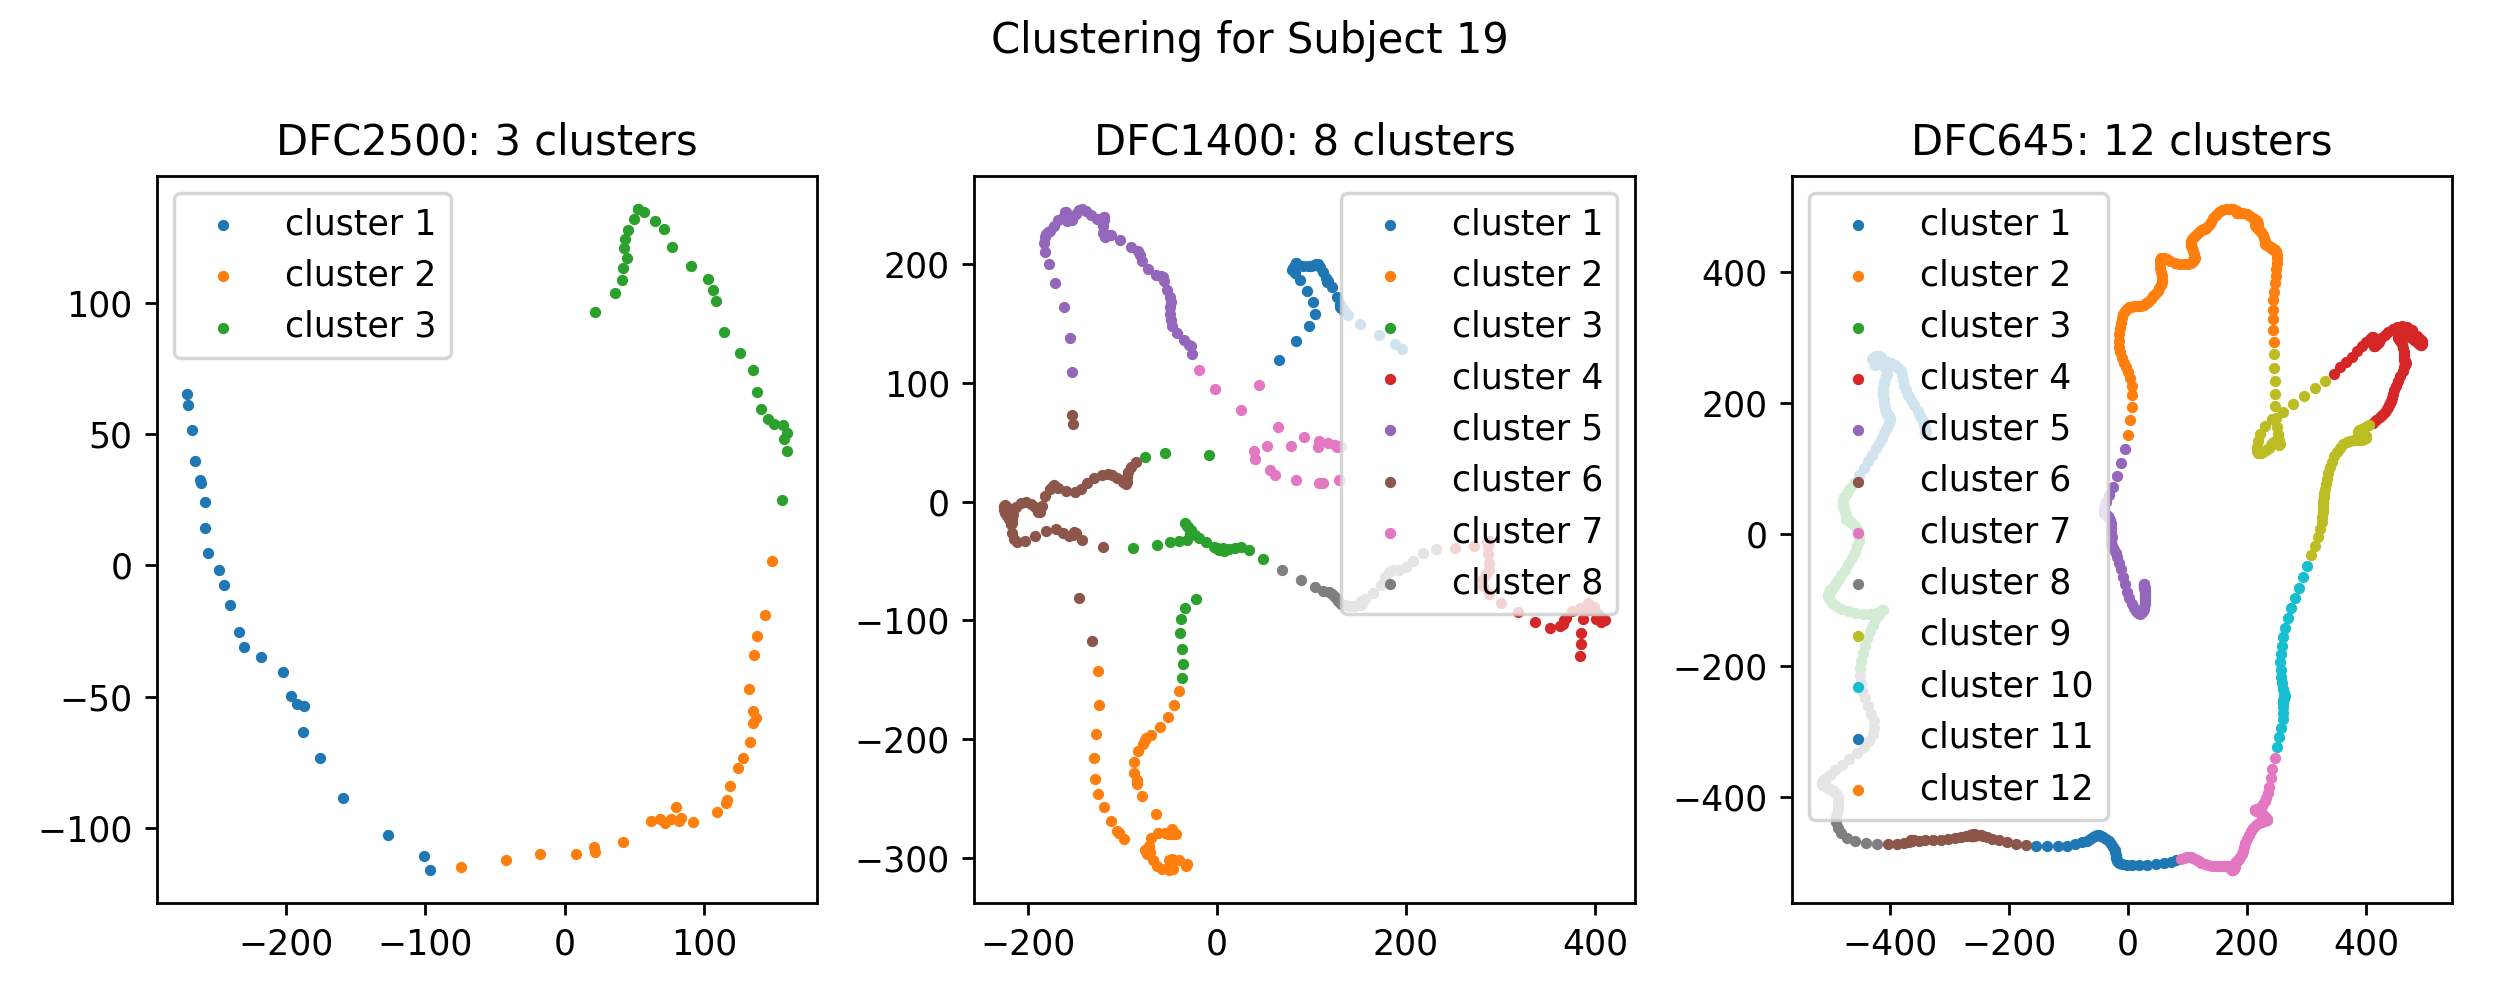 Clustering for Subject 19
DFC2500: 3 clusters
cluster 1
cluster 2
cluster 3
100
50
0
−50
−100
−200
−100
0
100
DFC1400: 8 clusters
cluster 1
cluster 2
cluster 3
cluster 4
cluster 5
cluster 6
cluster 7
cluster 8
200
100
0
−100
−200
−300
−200
0
200
400
DFC645: 12 clusters
cluster 1
cluster 2
cluster 3
cluster 4
cluster 5
cluster 6
cluster 7
cluster 8
cluster 9
cluster 10
cluster 11
cluster 12
400
200
0
−200
−400
−400
−200
0
200
400